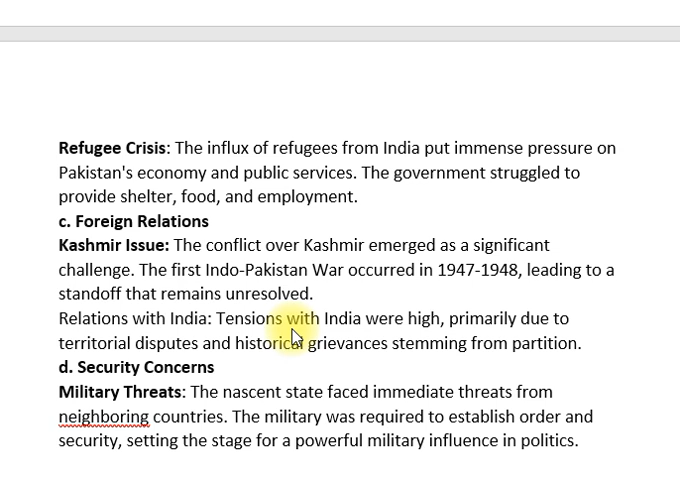 Refugee Crisis: The influx of refugees from India put immense pressure on
Pakistan's economy and public services. The government struggled to
provide shelter, food, and employment.
c. Foreign Relations
Kashmir Issue: The conflict over Kashmir emerged as a significant
challenge. The first Indo-Pakistan War occurred in 1947-1948, leading to a
standoff that remains unresolved.
Relations with India: Tensions with India were high, primarily due to
territorial disputes and historical grievances stemming from partition.
d. Security Concerns
Military Threats: The nascent state faced immediate threats from
neighboring countries. The military was required to establish order and
security, setting the stage for a powerful military influence in politics.